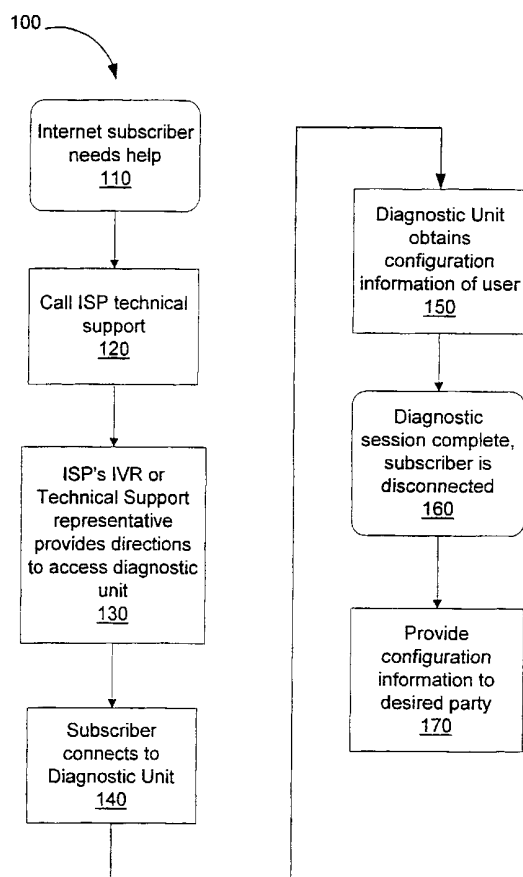 100
Internet subscriber
needs help
110
Call ISP technical
support
120
ISP's IVR or
Technical Support
representative
provides directions
to access diagnostic
unit
130
Subscriber
connects to
Diagnostic Unit
140
Diagnostic Unit
obtains
configuration
information of user
150
Diagnostic
session complete,
subscriber is
disconnected
160
Provide
configuration
information to
desired party
170